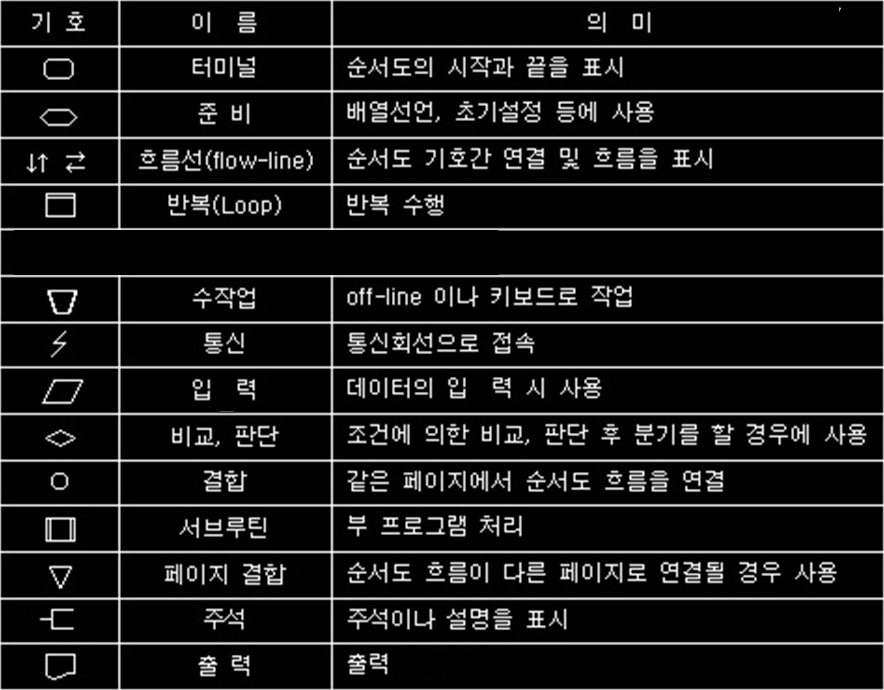 기 호 이 름 의 미
터미널 순서도의 시작과 끝을 표시
준 비 배열선언, 초기설정 등에 사용
흐름선(flow-line) 순서도 기호간 연결 및 흐름을 표시
반복(Loop) 반복 수행
수작업 off-line 이나 키보드로 작업
통신 통신회선으로 접속
입 력 데이터의 입 력 시 사용
비교, 판단 조건에 의한 비교, 판단 후 분기를 할 경우에 사용
결합 같은 페이지에서 순서도 흐름을 연결
서브루틴 부 프로그램 처리
페이지 결합 순서도 흐름이 다른 페이지로 연결될 경우 사용
주석 주석이나 설명을 표시
출 력 출력